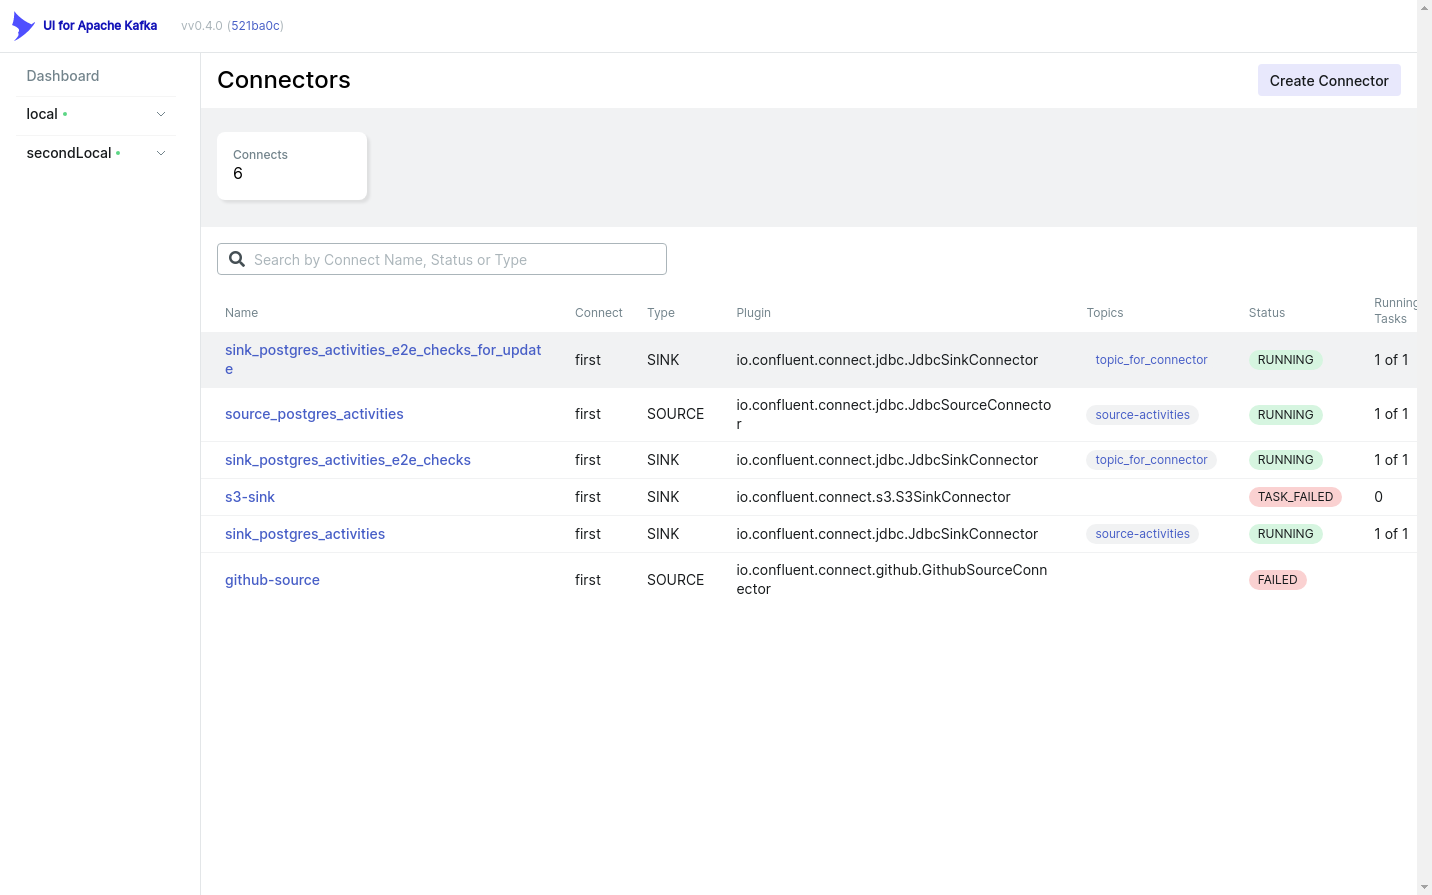 UI for Apache Kafka vv0.4.0 (521ba0c)
Dashboard
local
secondLocal
Connectors
Create Connector
Connects
6
Search by Connect Name, Status or Type
Name Connect Type Plugin Topics Status Running
Tasks
sink_postgres_activities_e2e_checks_for_updat
e
first SINK io.confluent.connect.jdbc.JdbcSinkConnector topic_for_connector RUNNING 1 of 1
source_postgres_activities first SOURCE io.confluent.connect.jdbc.JdbcSourceConnecto
r
source-activities RUNNING 1 of 1
sink_postgres_activities_e2e_checks first SINK io.confluent.connect.jdbc.JdbcSinkConnector topic_for_connector RUNNING 1 of 1
s3-sink first SINK io.confluent.connect.s3.S3SinkConnector TASK_FAILED 0
sink_postgres_activities first SINK io.confluent.connect.jdbc.JdbcSinkConnector source-activities RUNNING 1 of 1
github-source first SOURCE io.confluent.connect.github.GithubSourceConn
ector
FAILED